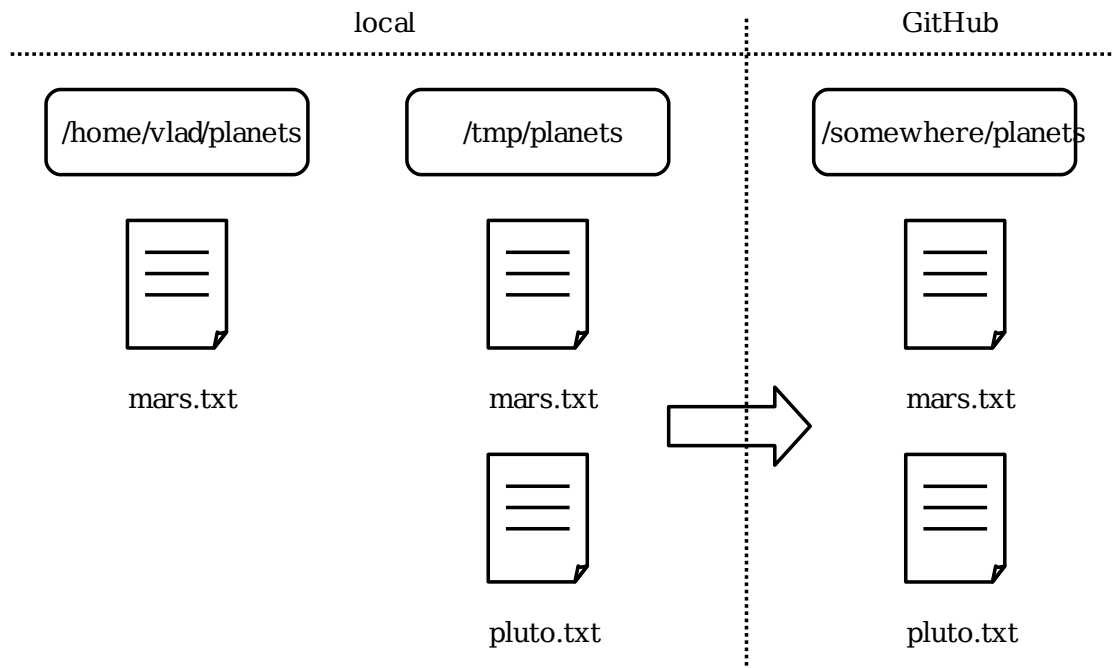 local
GitHub
/home/vlad/planets
/tmp/planets
/somewhere/planets
mars.txt
mars.txt
mars.txt
pluto.txt
pluto.txt